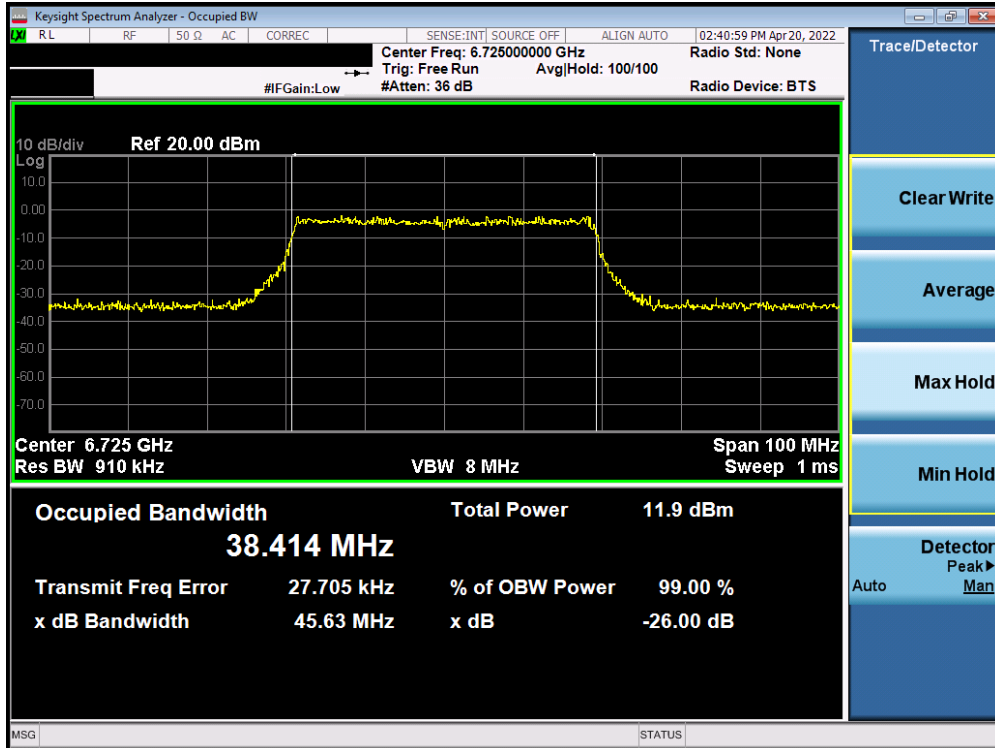 Keysight Spectrum Analyzer - Occupied BW
LXI RL RF 50 Ω AC CORREC SENSE:INT SOURCE OFF ALIGN AUTO 02:40:59 PM Apr 20, 2022
Center Freq: 6.725000000 GHz Radio Std: None
Trig: Free Run Avg|Hold: 100/100
#IFGain:Low #Atten: 36 dB Radio Device: BTS
10 dB/div Ref 20.00 dBm
Log
10.0
0.00
-10.0
-20.0
-30.0
-40.0
-50.0
-60.0
-70.0
Center 6.725 GHz Span 100 MHz
Res BW 910 kHz VBW 8 MHz Sweep 1 ms
Occupied Bandwidth Total Power 11.9 dBm
38.414 MHz
Transmit Freq Error 27.705 kHz % of OBW Power 99.00 %
x dB Bandwidth 45.63 MHz x dB -26.00 dB
Trace/Detector
Clear Write
Average
Max Hold
Min Hold
Detector
Peak▶
Auto Man
MSG STATUS